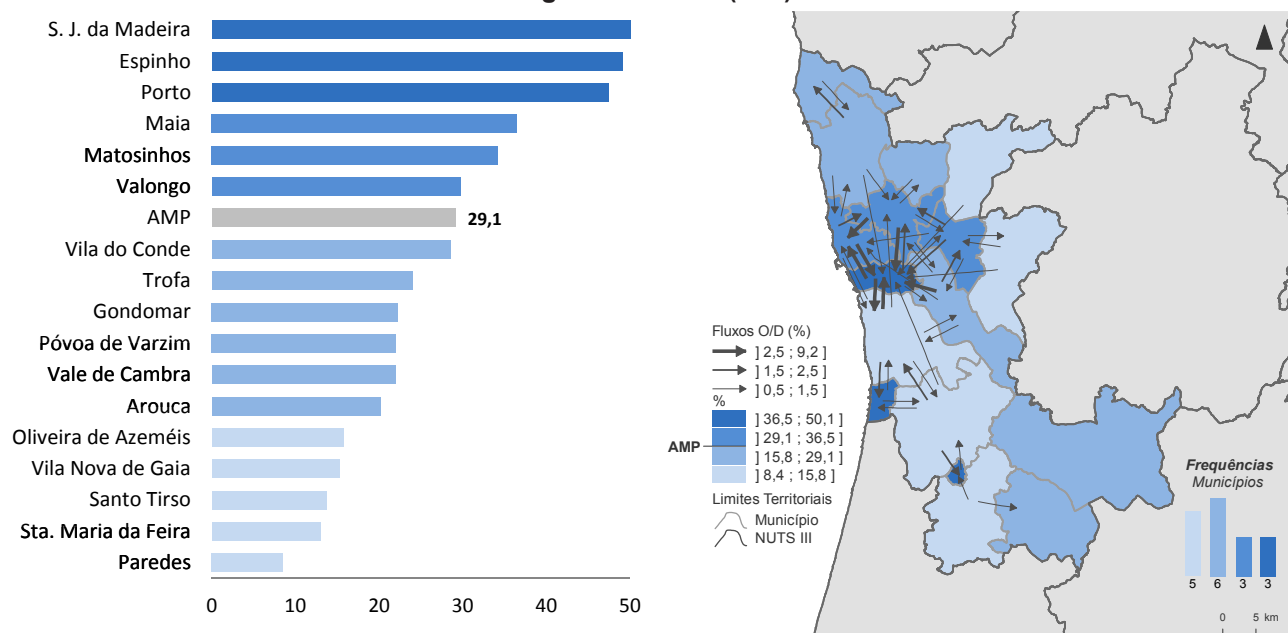 S. J. da Madeira
Espinho
Porto
Maia
Matosinhos
Valongo
AMP 29,1
Vila do Conde
Trofa
Gondomar
Póvoa de Varzim
Vale de Cambra
Arouca
Oliveira de Azeméis
Vila Nova de Gaia
Santo Tirso
Sta. Maria da Feira
Paredes
0 10 20 30 40 50
Fluxos O/D (%)
] 2,5 ; 9,2 ]
] 1,5 ; 2,5 ]
] 0,5 ; 1,5 ]
%
] 36,5 ; 50,1 ]
] 29,1 ; 36,5 ]
AMP
] 15,8 ; 29,1 ]
] 8,4 ; 15,8 ]
Limites Territoriais
Município
NUTS III
Frequências
Municípios
5 6 3 3
0 5 km